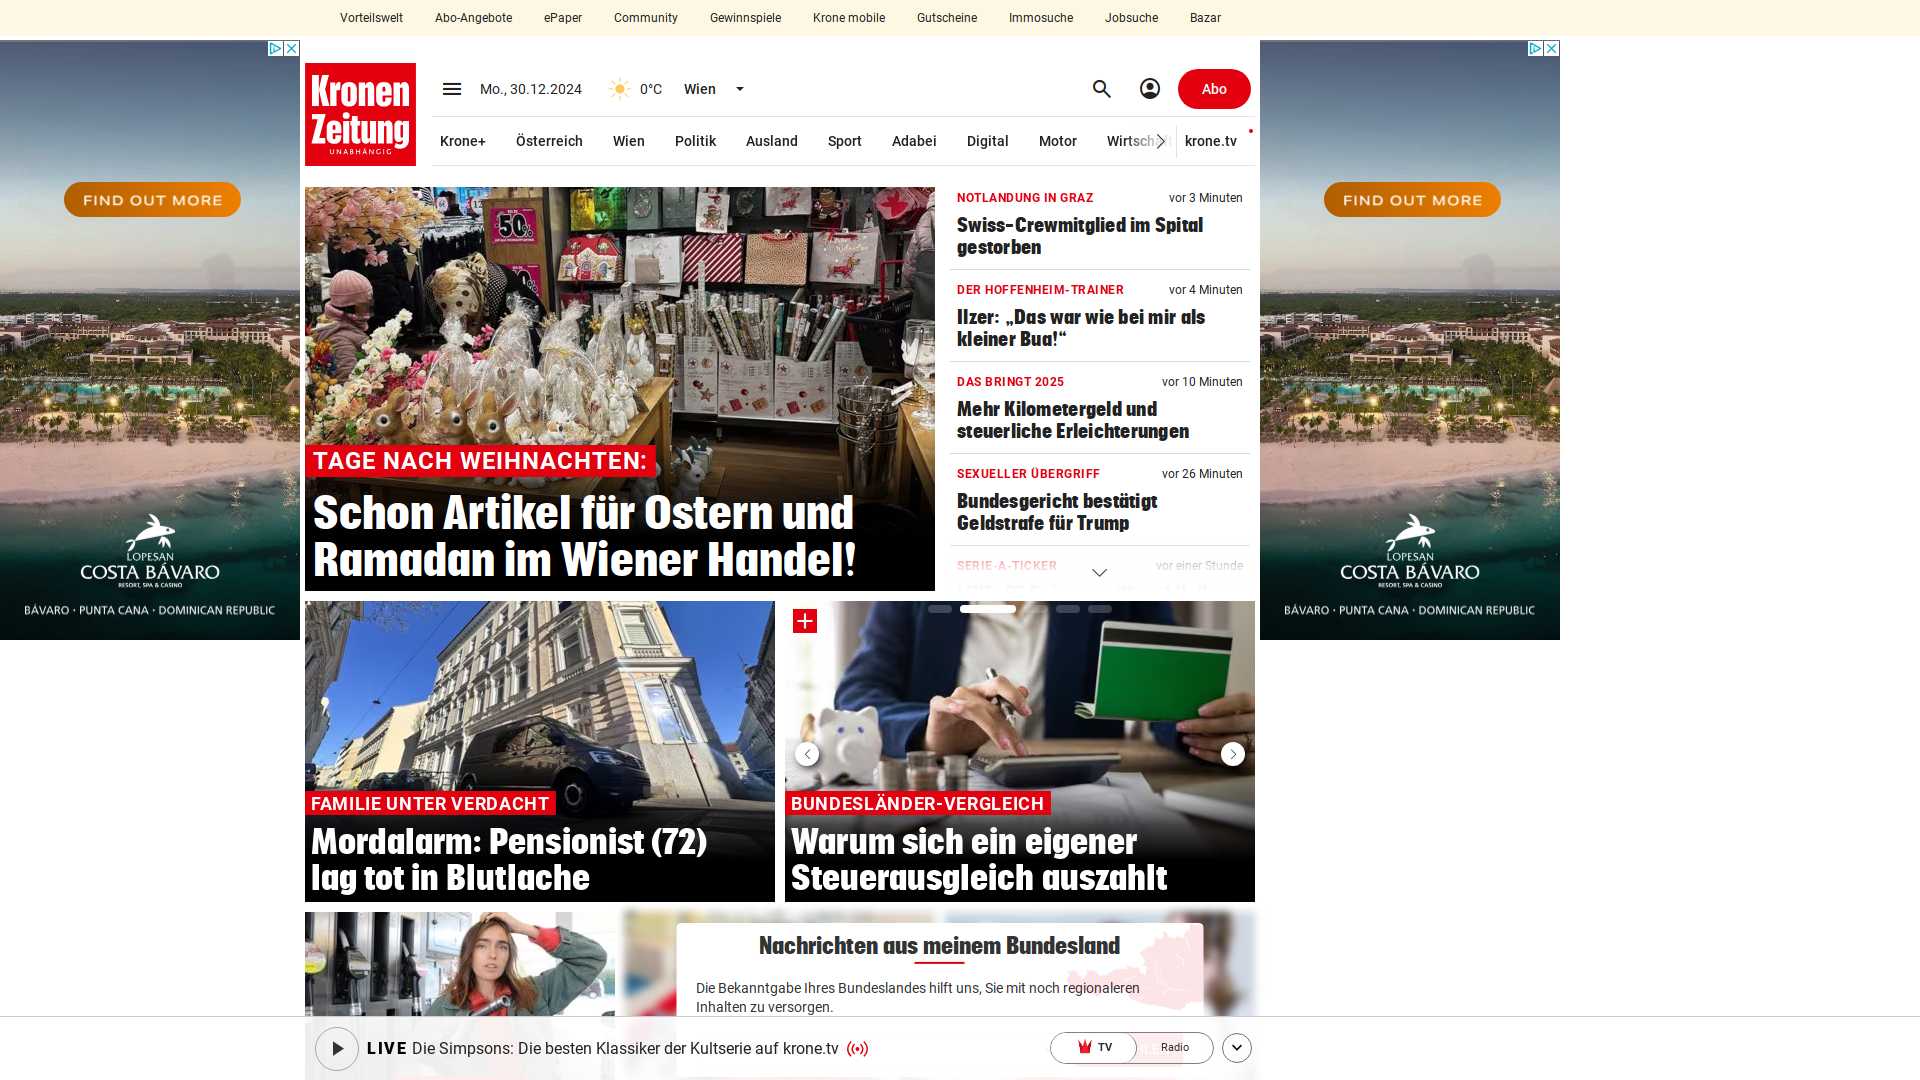 Vorteilswelt
Abo-Angebote
ePaper
Community
Gewinnspiele
Krone mobile
Gutscheine
Immosuche
Jobsuche
Bazar
Kronen
Zeitung
UNABHÄNGIG
Mo., 30.12.2024
0°C
Wien
Abo
Krone+
Österreich
Wien
Politik
Ausland
Sport
Adabei
Digital
Motor
Wirtschaft
krone.tv
FIND OUT MORE
LOPESAN
COSTA BÁVARO
RESORT, SPA & CASINO
BÁVARO · PUNTA CANA · DOMINICAN REPUBLIC
50%
TAGE NACH WEIHNACHTEN:
Schon Artikel für Ostern und
Ramadan im Wiener Handel!
NOTLANDUNG IN GRAZ
vor 3 Minuten
Swiss-Crewmitglied im Spital
gestorben
DER HOFFENHEIM-TRAINER
vor 4 Minuten
Ilzer: „Das war wie bei mir als
kleiner Bua!“
DAS BRINGT 2025
vor 10 Minuten
Mehr Kilometergeld und
steuerliche Erleichterungen
SEXUELLER ÜBERGRIFF
vor 26 Minuten
Bundesgericht bestätigt
Geldstrafe für Trump
SERIE-A-TICKER
vor einer Stunde
FIND OUT MORE
LOPESAN
COSTA BÁVARO
RESORT, SPA & CASINO
BÁVARO · PUNTA CANA · DOMINICAN REPUBLIC
FAMILIE UNTER VERDACHT
Mordalarm: Pensionist (72)
lag tot in Blutlache
BUNDESLÄNDER-VERGLEICH
Warum sich ein eigener
Steuerausgleich auszahlt
Nachrichten aus meinem Bundesland
Die Bekanntgabe Ihres Bundeslandes hilft uns, Sie mit noch regionaleren
Inhalten zu versorgen.
LIVE Die Simpsons: Die besten Klassiker der Kultserie auf krone.tv
TV
Radio